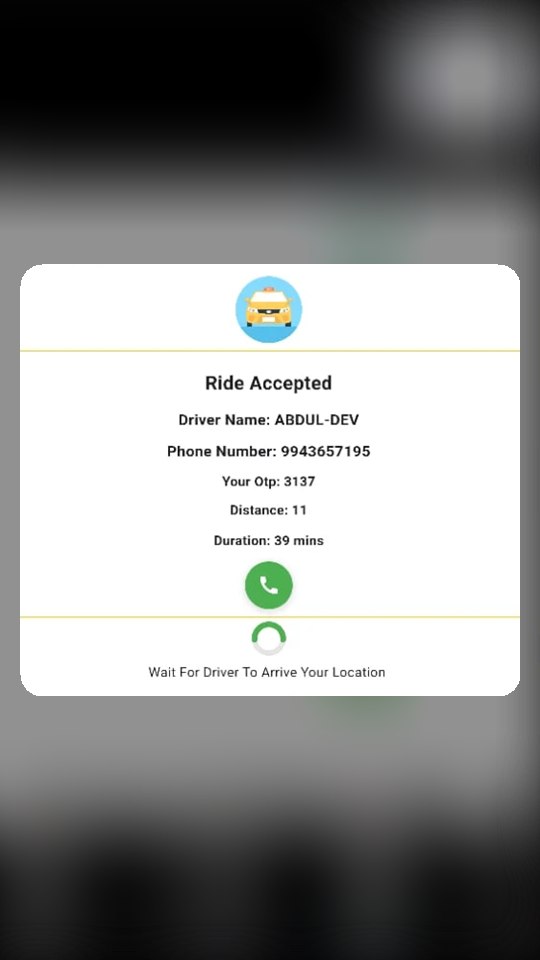 Ride Accepted
Driver Name: ABDUL-DEV
Phone Number: 9943657195
Your Otp: 3137
Distance: 11
Duration: 39 mins
Wait For Driver To Arrive Your Location